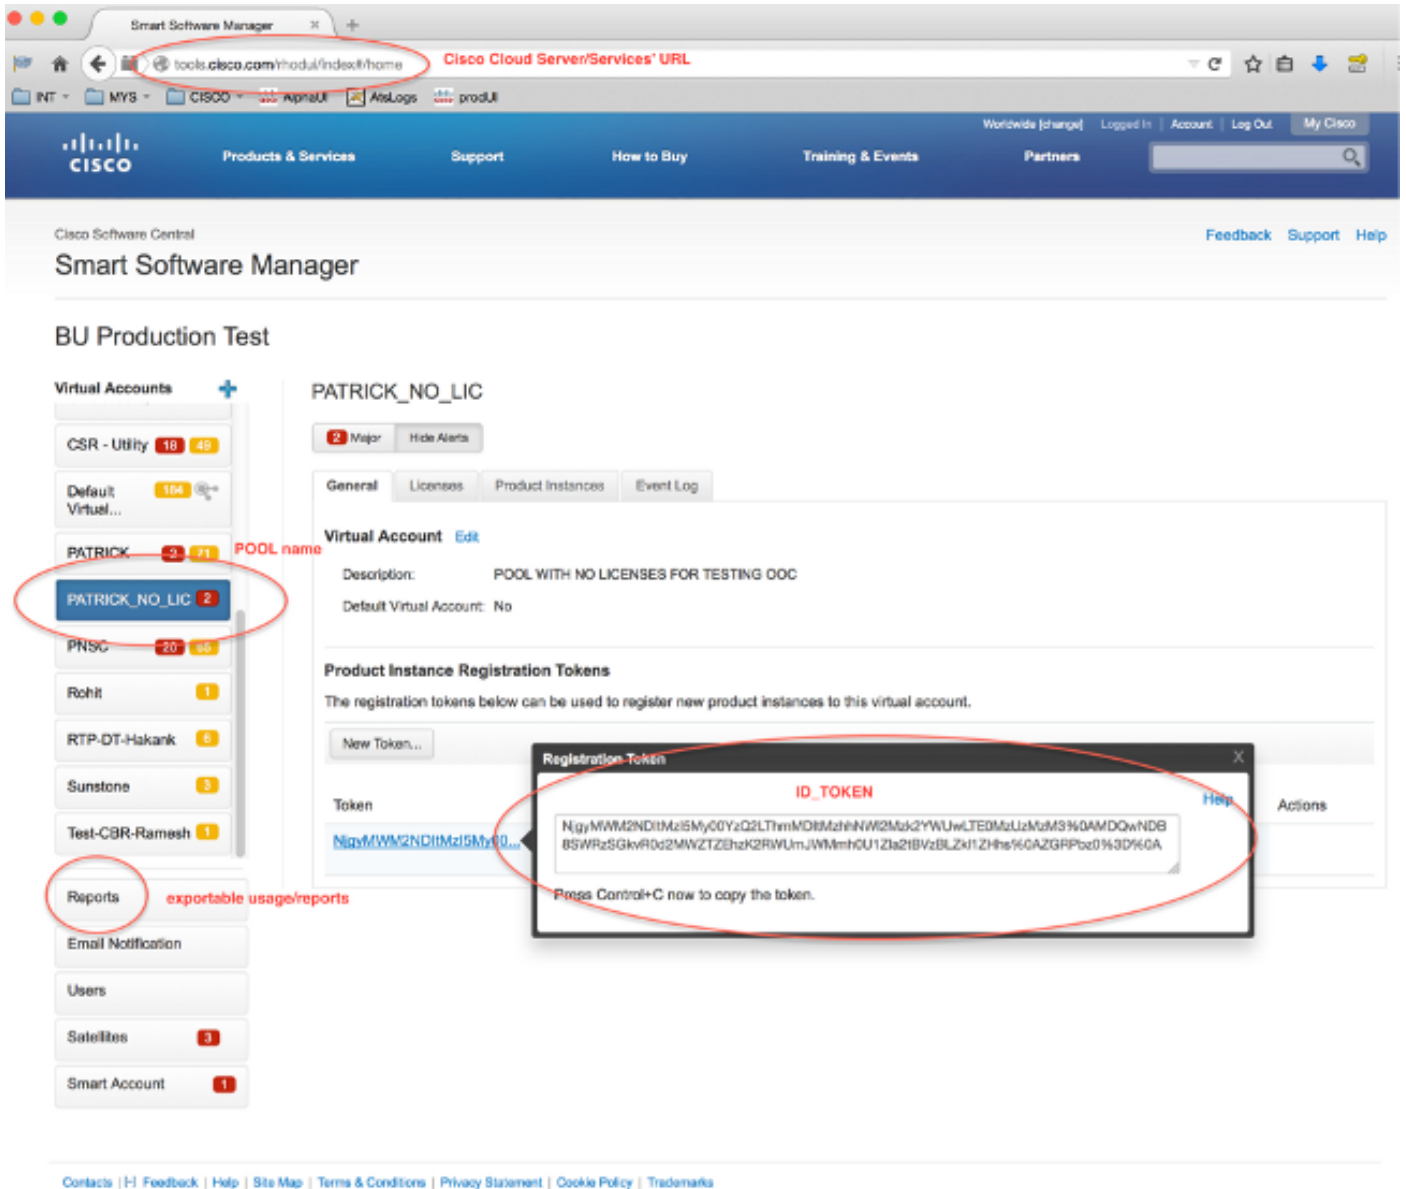 Smart Software Manager
tools.cisco.com/rhodui/index#/home
Cisco Cloud Server/Services' URL
INT
MYS
CISCO
AlphaUI
AtsLogs
prodUI
Worldwide [change] Logged In | Account | Log Out My Cisco
CISCO
Products & Services Support How to Buy Training & Events Partners
Cisco Software Central
Feedback Support Help
Smart Software Manager
BU Production Test
Virtual Accounts
CSR - Utility 18 49
Default Virtual... 184
PATRICK 2 71
POOL name
PATRICK_NO_LIC 2
PNSC 20
Rohit 1
RTP-DT-Hakank 6
Sunstone 3
Test-CBR-Ramesh 1
Reports
exportable usage/reports
Email Notification
Users
Satellites 3
Smart Account 1
PATRICK_NO_LIC
2 Major Hide Alerts
General Licenses Product Instances Event Log
Virtual Account Edit
Description: POOL WITH NO LICENSES FOR TESTING OOC
Default Virtual Account: No
Product Instance Registration Tokens
The registration tokens below can be used to register new product instances to this virtual account.
New Token...
Token
Actions
Registration Token X
ID_TOKEN
Help
Press Control+C now to copy the token.
Contacts | [+] Feedback | Help | Site Map | Terms & Conditions | Privacy Statement | Cookie Policy | Trademarks